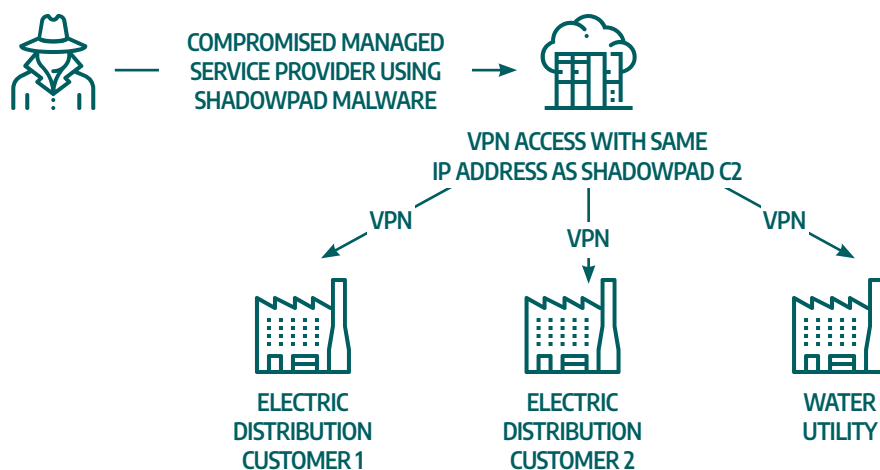 COMPROMISED MANAGED
SERVICE PROVIDER USING
SHADOWPAD MALWARE
VPN ACCESS WITH SAME
IP ADDRESS AS SHADOWPAD C2
VPN
VPN
VPN
ELECTRIC
DISTRIBUTION
CUSTOMER 1
ELECTRIC
DISTRIBUTION
CUSTOMER 2
WATER
UTILITY